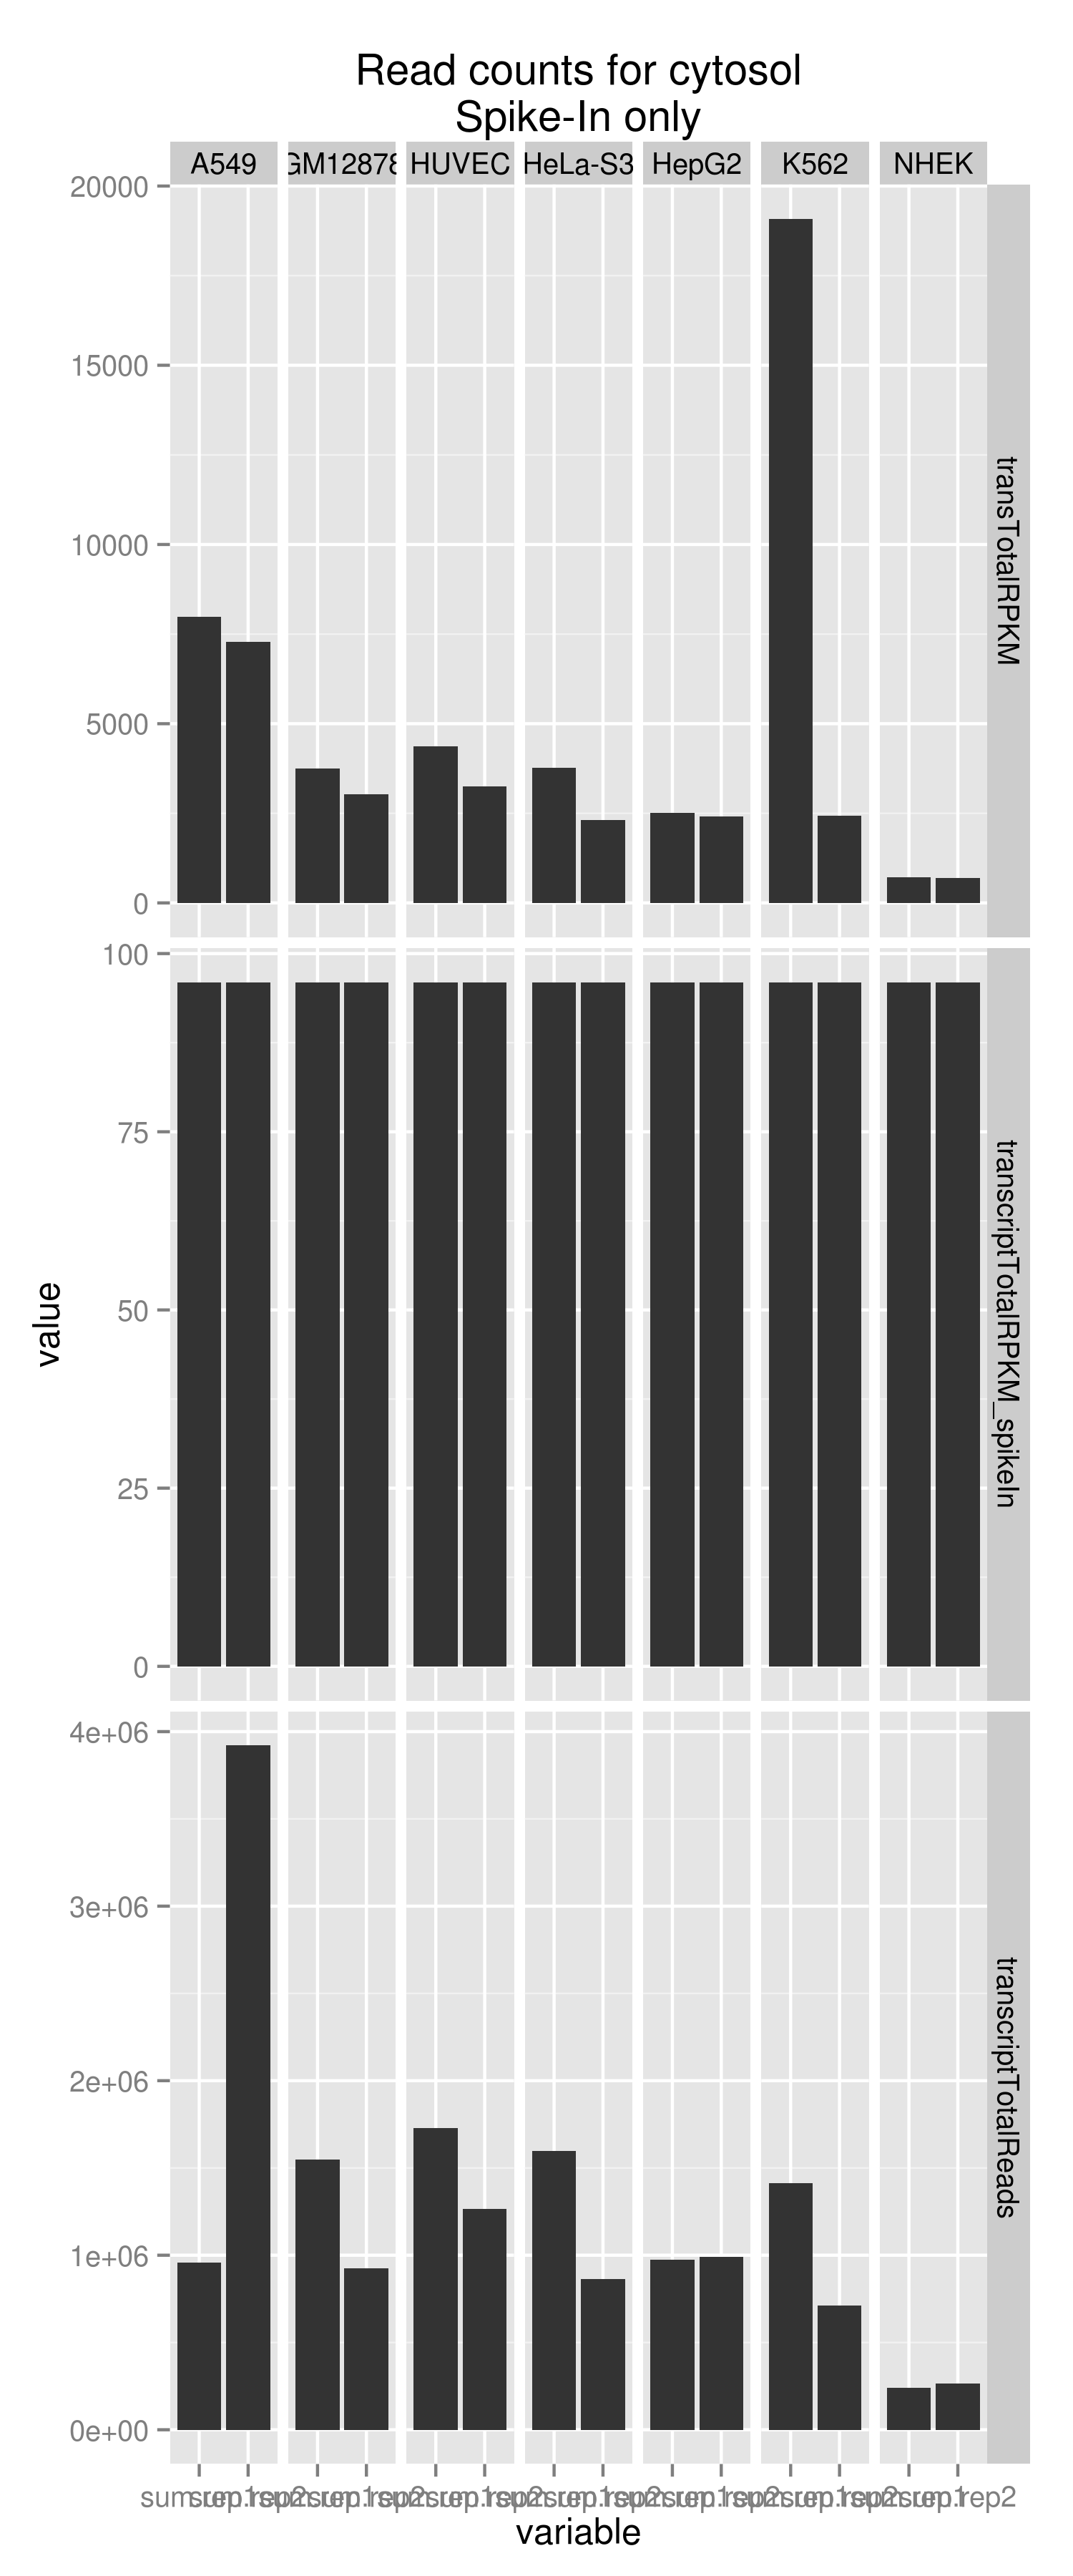 Read counts for cytosol
Spike-In only
A549 GM12878 HUVEC HeLa-S3 HepG2 K562 NHEK
20000
15000
10000
5000
0
transTotalRPKM
100
75
50
25
0
transcriptTotalRPKM_spikeIn
value
4e+06
3e+06
2e+06
1e+06
0e+00
transcriptTotalReads
variable